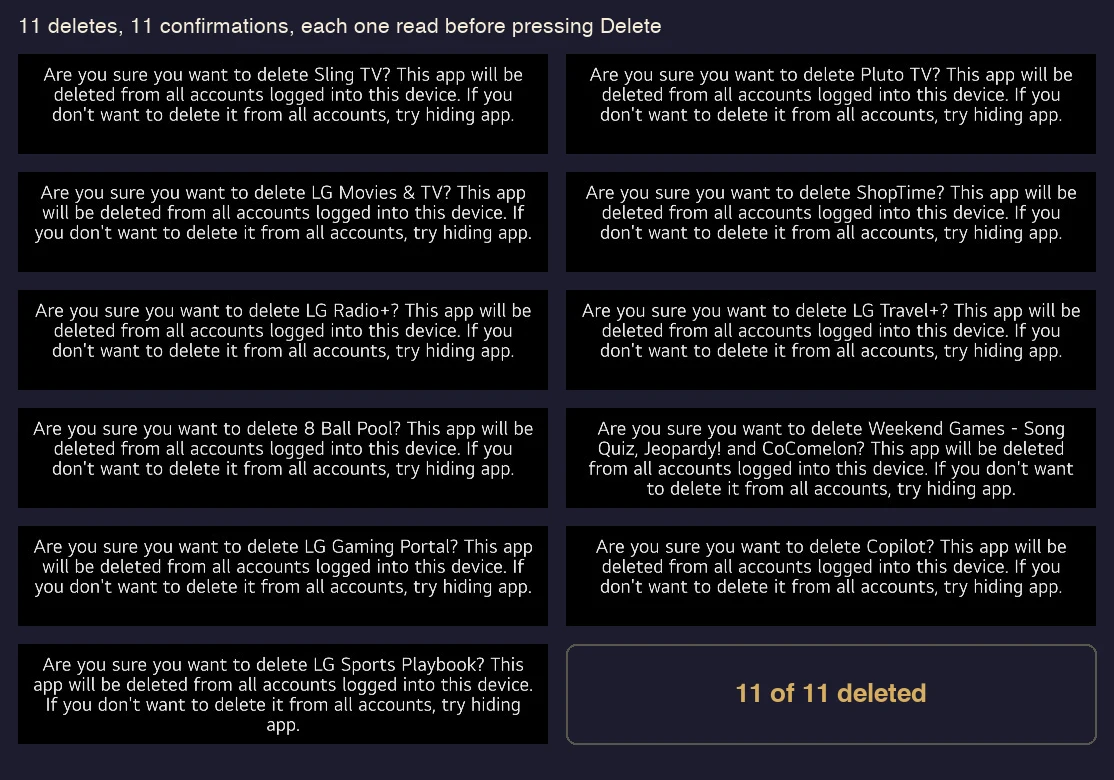 11 deletes, 11 confirmations, each one read before pressing Delete
Are you sure you want to delete Sling TV? This app will be
deleted from all accounts logged into this device. If you
don't want to delete it from all accounts, try hiding app.
Are you sure you want to delete Pluto TV? This app will be
deleted from all accounts logged into this device. If you
don't want to delete it from all accounts, try hiding app.
Are you sure you want to delete LG Movies & TV? This app
will be deleted from all accounts logged into this device. If
you don't want to delete it from all accounts, try hiding app.
Are you sure you want to delete ShopTime? This app will be
deleted from all accounts logged into this device. If you
don't want to delete it from all accounts, try hiding app.
Are you sure you want to delete LG Radio+? This app will be
deleted from all accounts logged into this device. If you
don't want to delete it from all accounts, try hiding app.
Are you sure you want to delete LG Travel+? This app will be
deleted from all accounts logged into this device. If you
don't want to delete it from all accounts, try hiding app.
Are you sure you want to delete 8 Ball Pool? This app will be
deleted from all accounts logged into this device. If you
don't want to delete it from all accounts, try hiding app.
Are you sure you want to delete Weekend Games - Song
Quiz, Jeopardy! and CoComelon? This app will be deleted
from all accounts logged into this device. If you don't want
to delete it from all accounts, try hiding app.
Are you sure you want to delete LG Gaming Portal? This app
will be deleted from all accounts logged into this device. If
you don't want to delete it from all accounts, try hiding app.
Are you sure you want to delete Copilot? This app will be
deleted from all accounts logged into this device. If you
don't want to delete it from all accounts, try hiding app.
Are you sure you want to delete LG Sports Playbook? This
app will be deleted from all accounts logged into this device.
If you don't want to delete it from all accounts, try hiding
app.
11 of 11 deleted